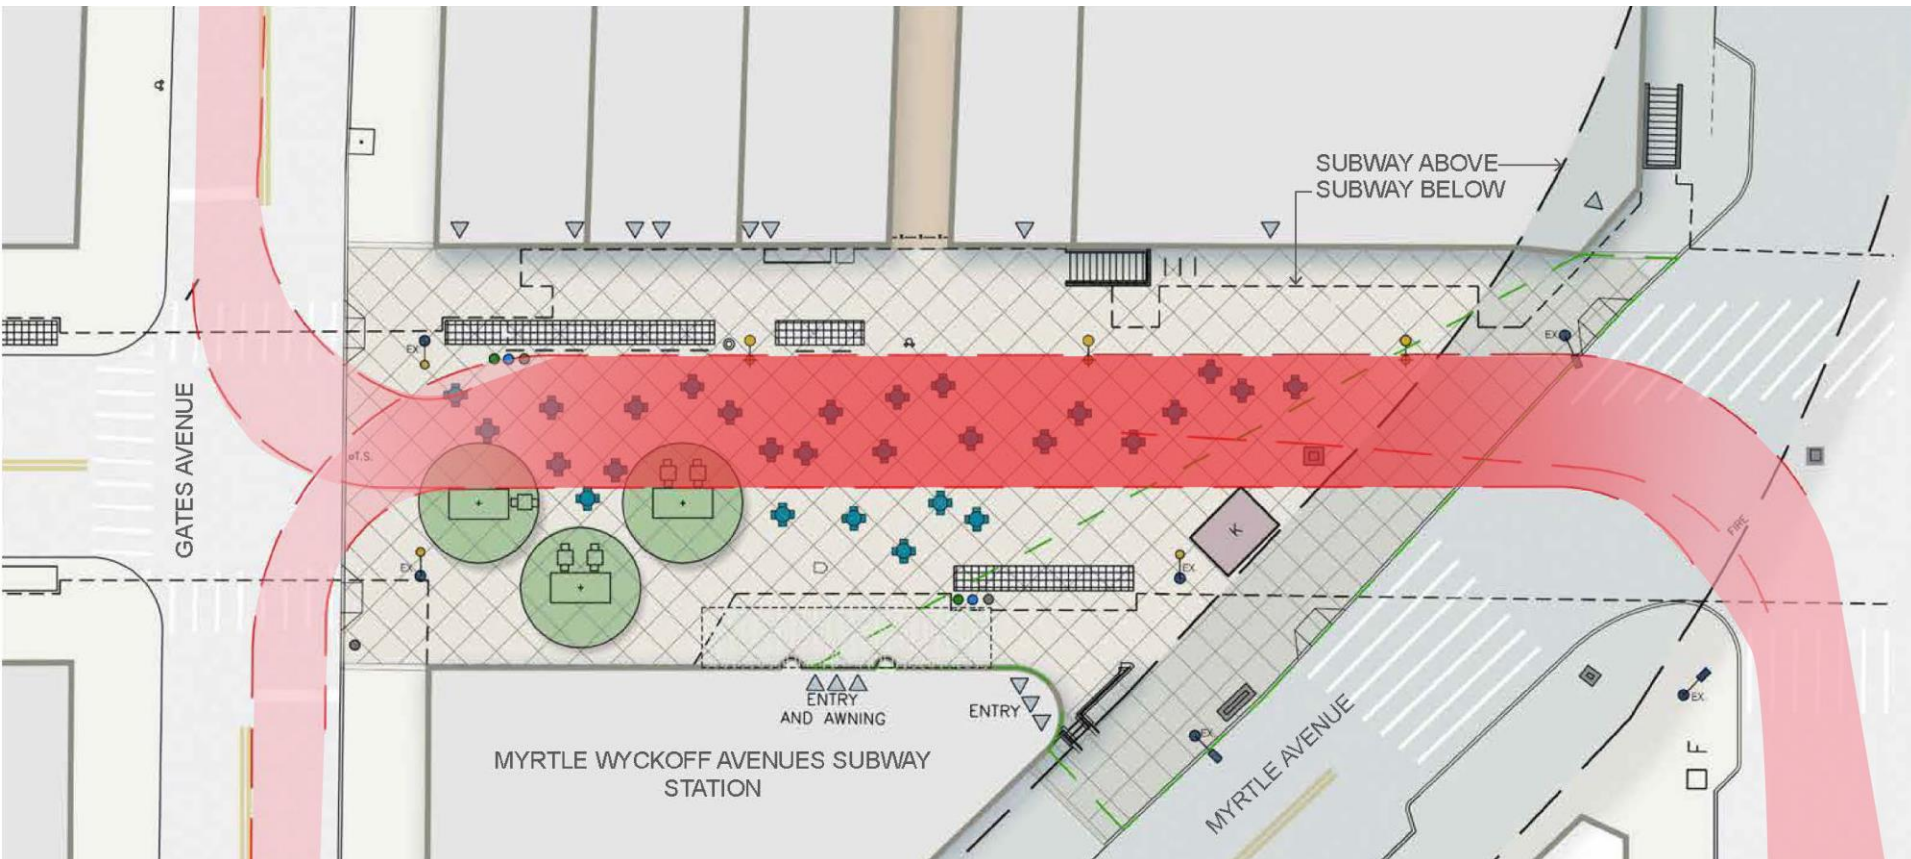 SUBWAY ABOVE
SUBWAY BELOW
EX
EX
GATES AVENUE
T.S.
EX
K
EX
FIRE
ENTRY
AND AWNING
ENTRY
MYRTLE WYCKOFF AVENUES SUBWAY
STATION
EX.
EX.
MYRTLE AVENUE
F